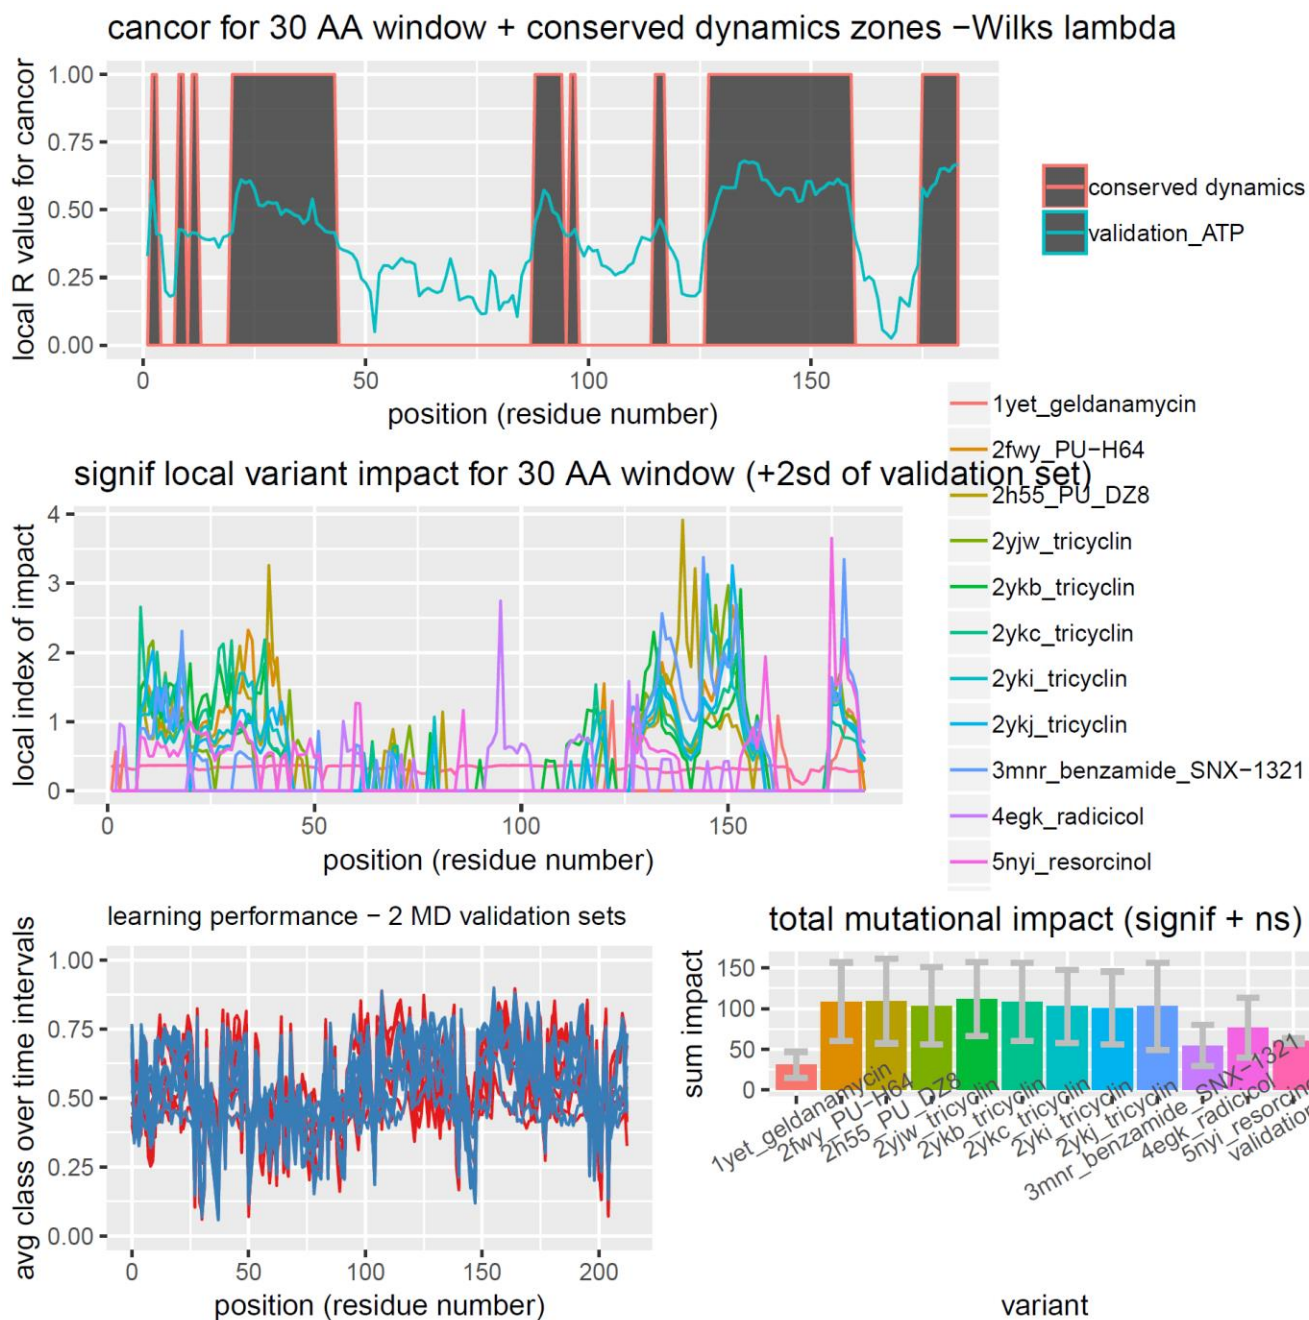 cancor for 30 AA window + conserved dynamics zones −Wilks lambda
local R value for cancor
1.00
0.75
0.50
0.25
0.00
0 50 100 150
position (residue number)
conserved dynamics
validation_ATP
signif local variant impact for 30 AA window (+2sd of validation set)
local index of impact
4
3
2
1
0
0 50 100 150
position (residue number)
1yet_geldanamycin
2fwy_PU−H64
2h55_PU_DZ8
2yjw_tricyclin
2ykb_tricyclin
2ykc_tricyclin
2yki_tricyclin
2ykj_tricyclin
3mnr_benzamide_SNX−1321
4egk_radicicol
5nyi_resorcinol
learning performance − 2 MD validation sets
avg class over time intervals
1.00
0.75
0.50
0.25
0.00
0 50 100 150 200
position (residue number)
total mutational impact (signif + ns)
sum impact
150
100
50
0
1yet_geldanamycin
2fwy_PU−H64
2h55_PU_DZ8
2yjw_tricyclin
2ykb_tricyclin
2ykc_tricyclin
2yki_tricyclin
2ykj_tricyclin
3mnr_benzamide_SNX−1321
4egk_radicicol
5nyi_resorcino
validation
variant